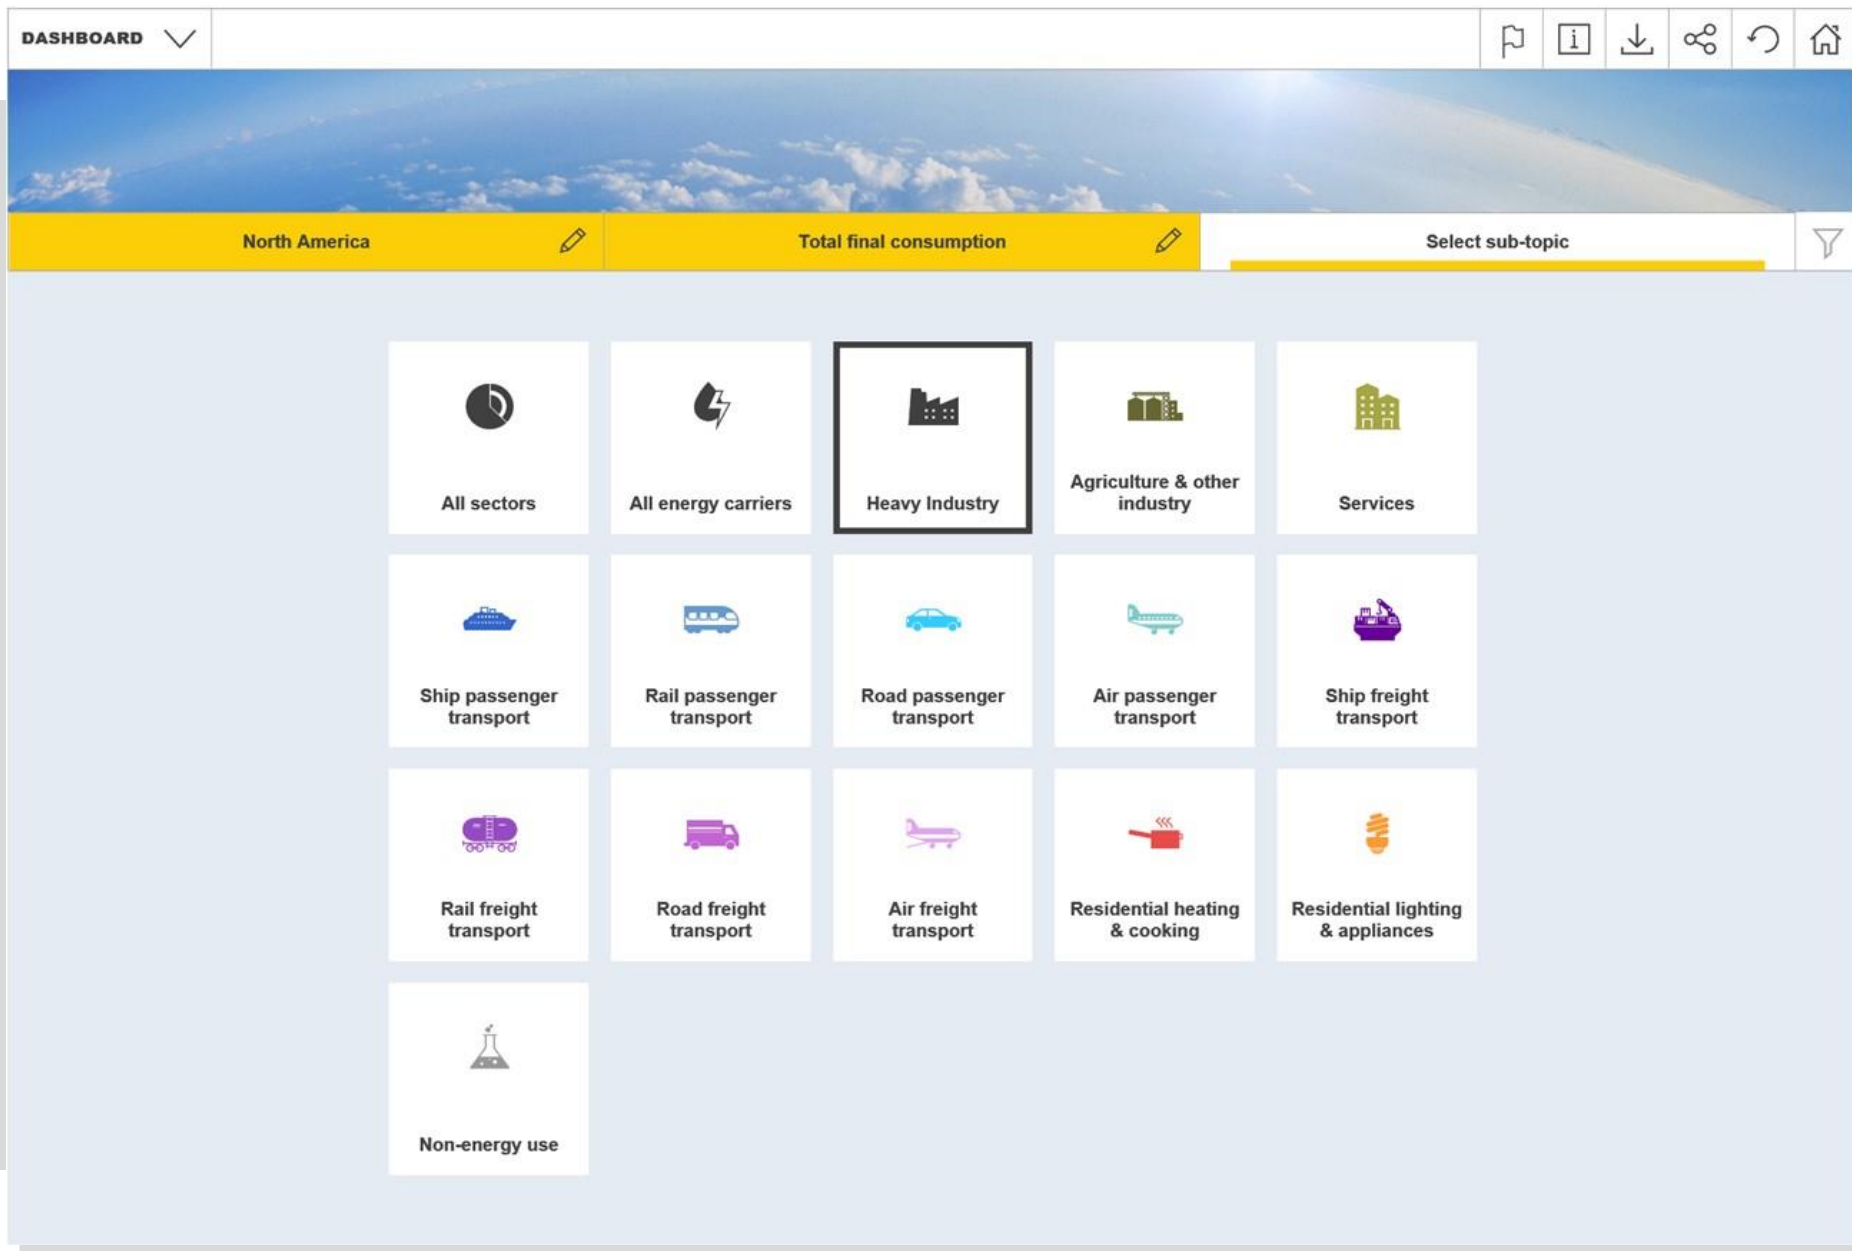 DASHBOARD
North America
Total final consumption
Select sub-topic
All sectors
All energy carriers
Heavy Industry
Agriculture & other
industry
Services
Ship passenger
transport
Rail passenger
transport
Road passenger
transport
Air passenger
transport
Ship freight
transport
Rail freight
transport
Road freight
transport
Air freight
transport
Residential heating
& cooking
Residential lighting
& appliances
Non-energy use